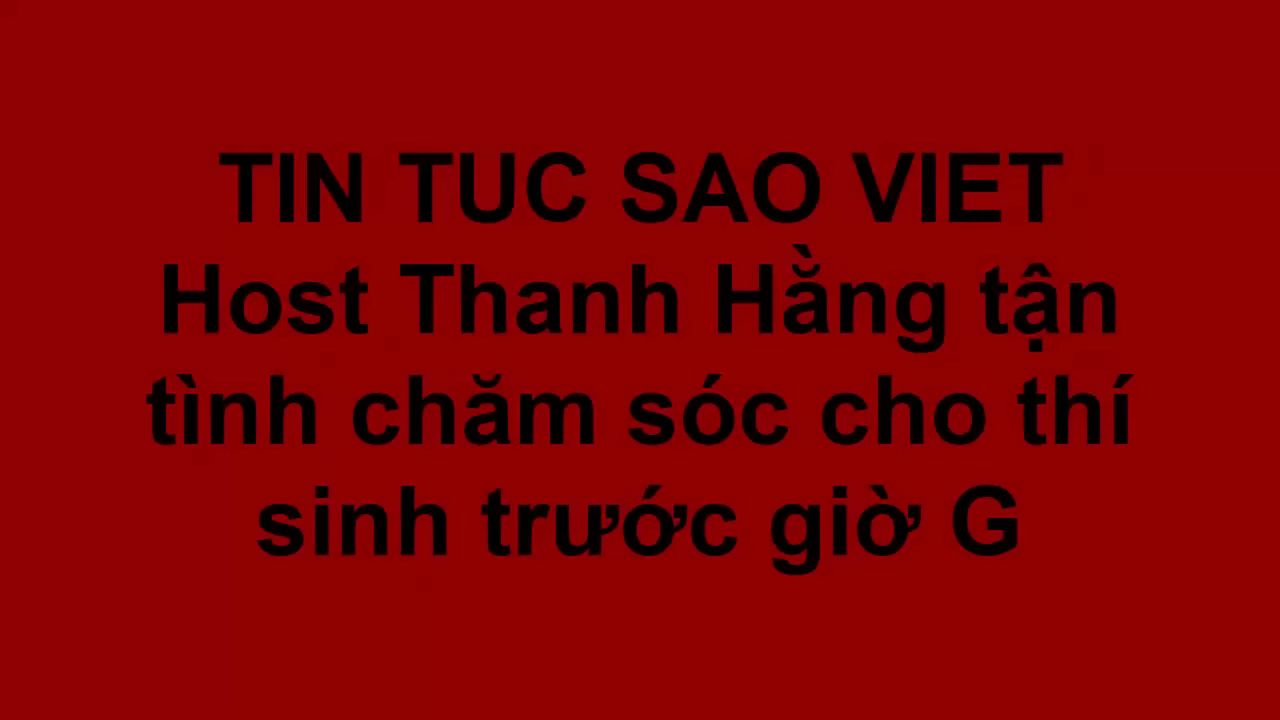 TIN TUC SAO VIET
Host Thanh Hằng tận
tình chăm sóc cho thí
sinh trước giờ G